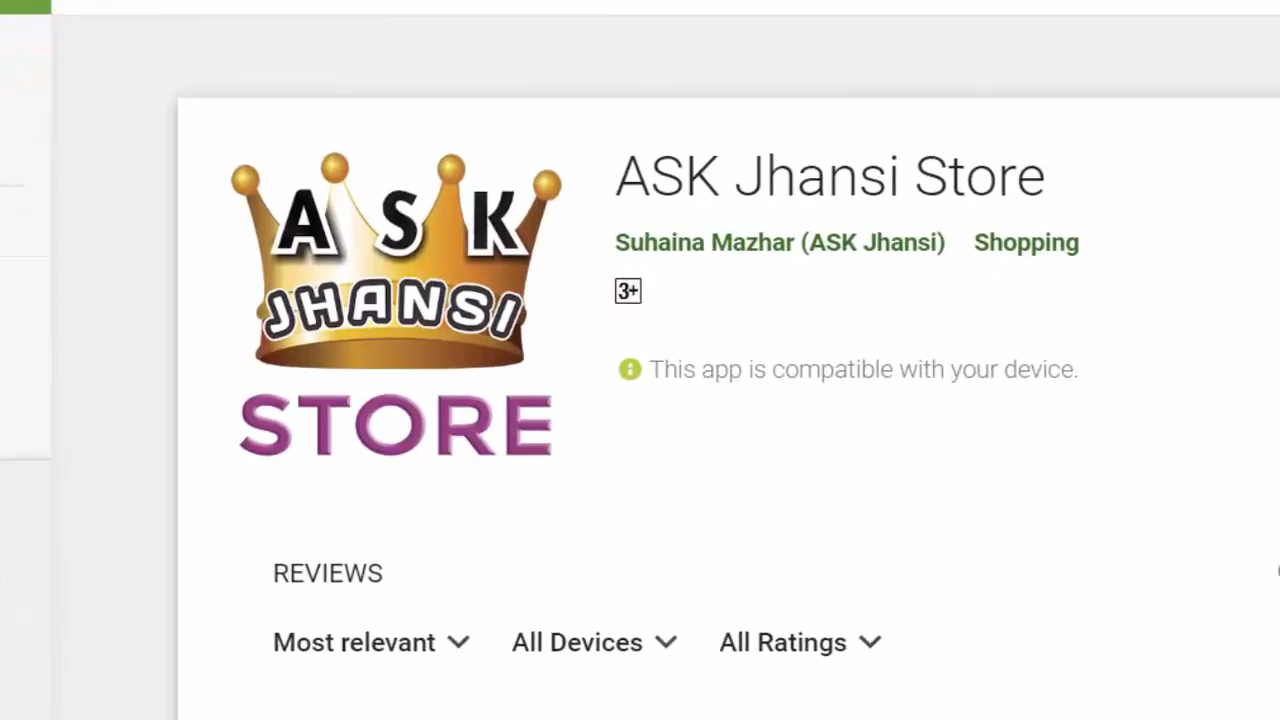 ASK
JHANSI
STORE
ASK Jhansi Store
Suhaina Mazhar (ASK Jhansi) Shopping
3+
This app is compatible with your device.
REVIEWS
Most relevant All Devices All Ratings